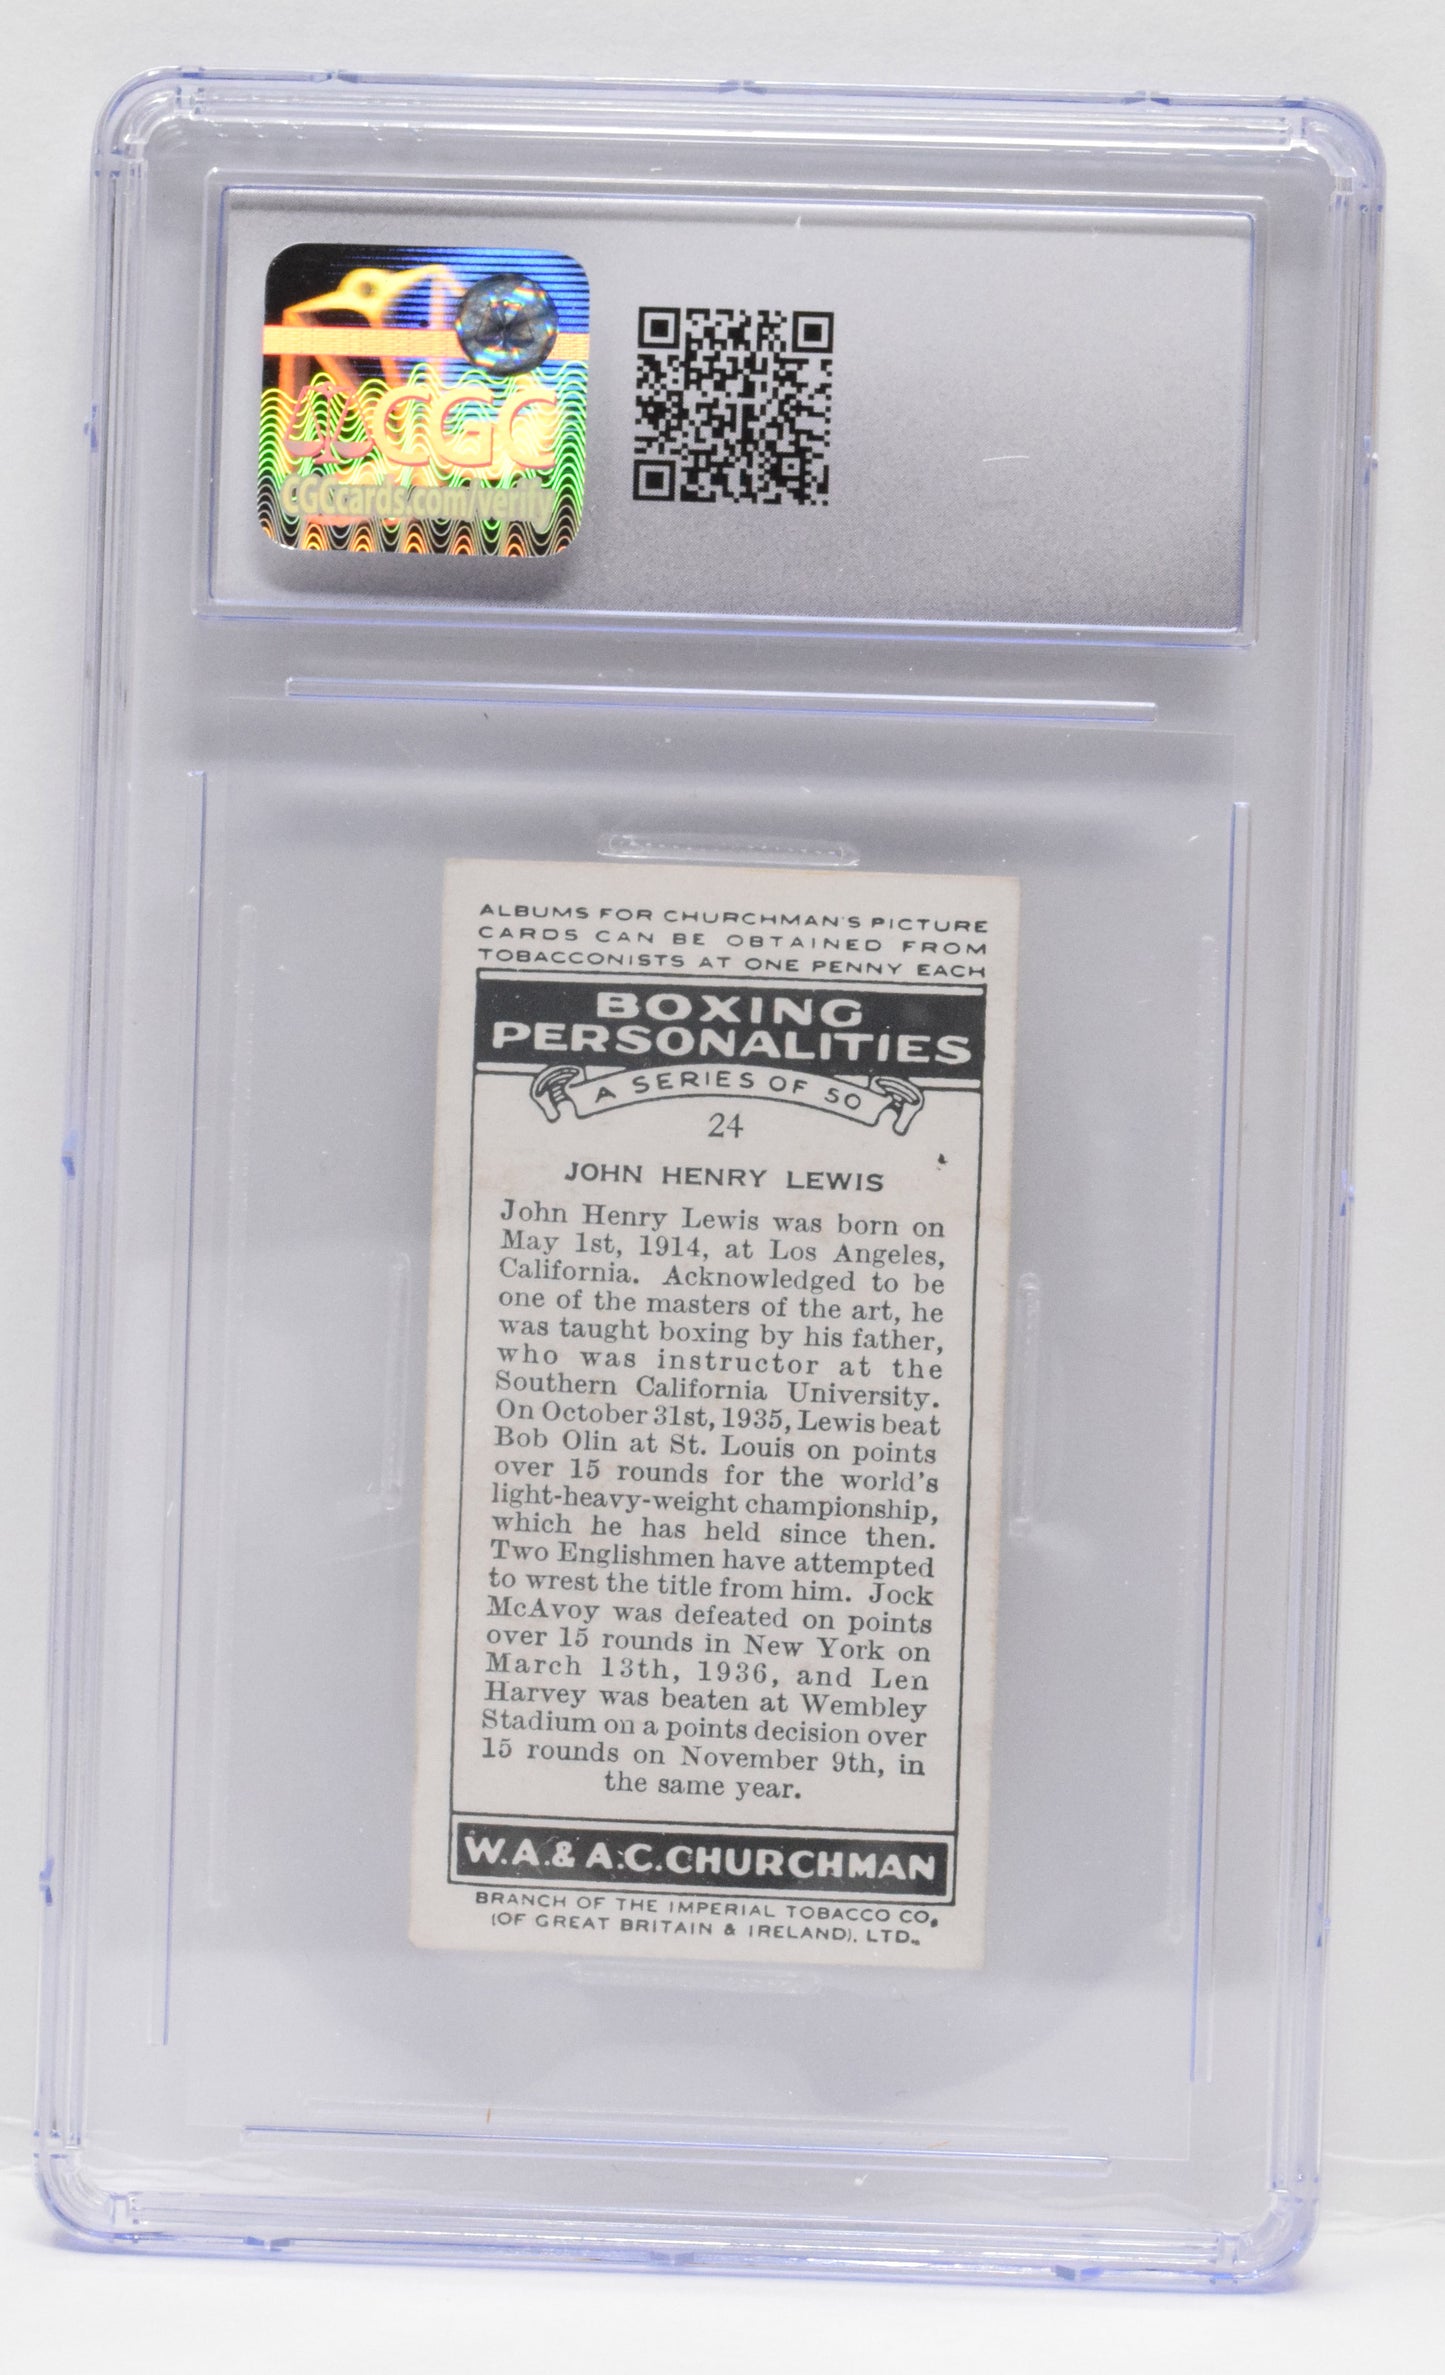 CGC
CGCcards.com/verify
ALBUMS FOR CHURCHMAN'S PICTURE
CARDS CAN BE OBTAINED FROM
TOBACCONISTS AT ONE PENNY EACH
BOXING
PERSONALITIES
A SERIES OF 50
24
JOHN HENRY LEWIS
John Henry Lewis was born on
May 1st, 1914, at Los Angeles,
California. Acknowledged to be
one of the masters of the art, he
was taught boxing by his father,
who was instructor at the
Southern California University.
On October 31st, 1935, Lewis beat
Bob Olin at St. Louis on points
over 15 rounds for the world's
light-heavy-weight championship,
which he has held since then.
Two Englishmen have attempted
to wrest the title from him. Jock
McAvoy was defeated on points
over 15 rounds in New York on
March 13th, 1936, and Len
Harvey was beaten at Wembley
Stadium on a points decision over
15 rounds on November 9th, in
the same year.
W.A. & A.C. CHURCHMAN
BRANCH OF THE IMPERIAL TOBACCO CO.
(OF GREAT BRITAIN & IRELAND), LTD.